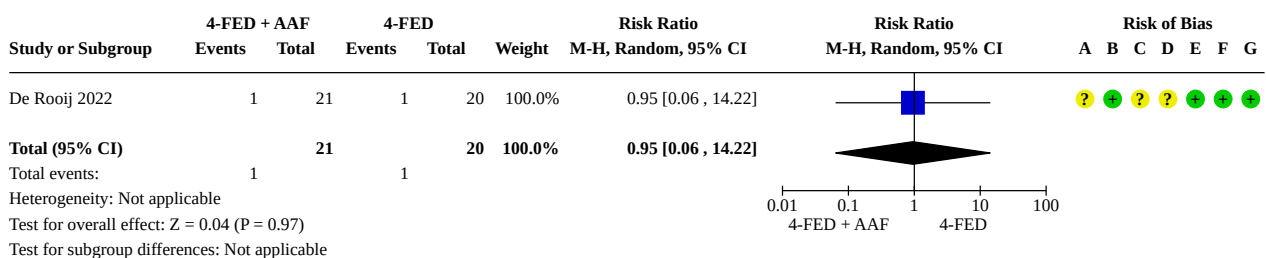 4-FED + AAF 4-FED Risk Ratio Risk Ratio Risk of Bias
Study or Subgroup Events Total Events Total Weight M-H, Random, 95% CI M-H, Random, 95% CI A B C D E F G
De Rooij 2022 1 21 1 20 100.0% 0.95 [0.06 , 14.22] ? + ? ? + + +
Total (95% CI) 21 20 100.0% 0.95 [0.06 , 14.22]
Total events: 1 1
Heterogeneity: Not applicable
0.01 0.1 1 10 100
Test for overall effect: Z = 0.04 (P = 0.97) 4-FED + AAF 4-FED
Test for subgroup differences: Not applicable